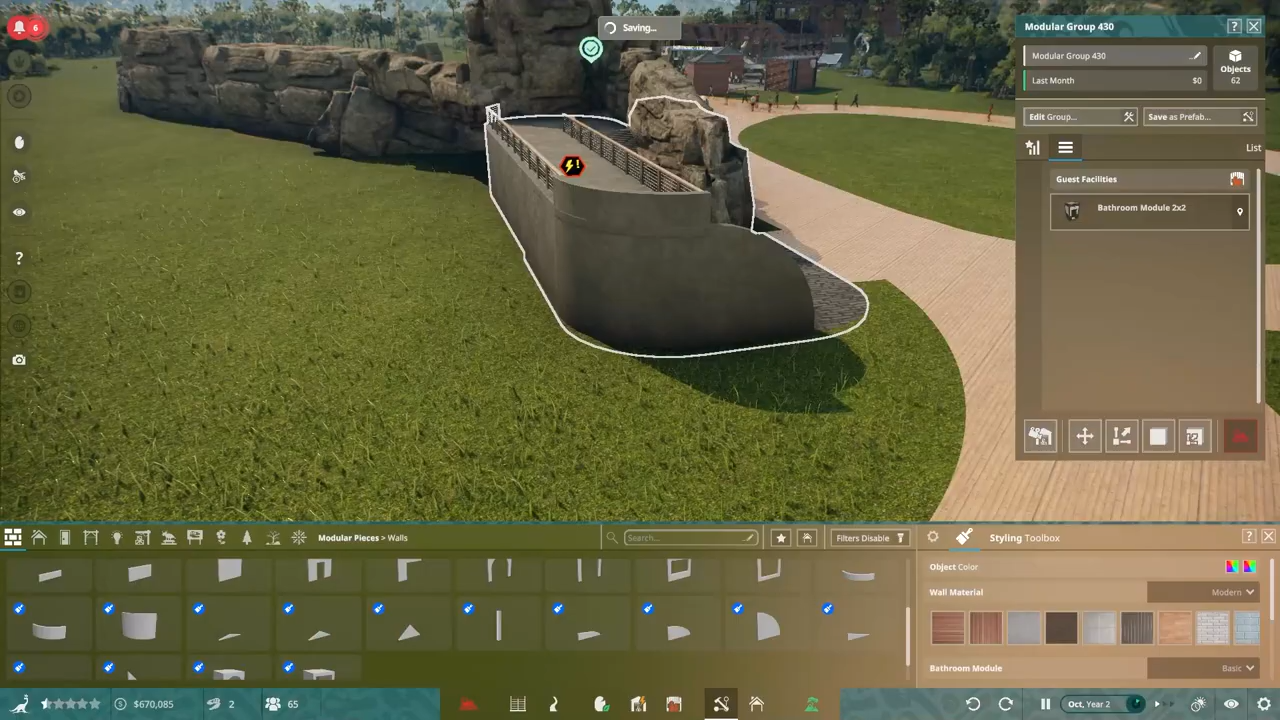 6
Saving...
Modular Group 430
?
Modular Group 430
Objects
62
Last Month
$0
Edit Group...
Save as Prefab...
List
Guest Facilities
Bathroom Module 2x2
?
Modular Pieces > Walls
Search...
Filters Disable
Styling Toolbox
?
Object Color
Wall Material
Modern
Bathroom Module
Basic
$670,085
2
65
Oct, Year 2